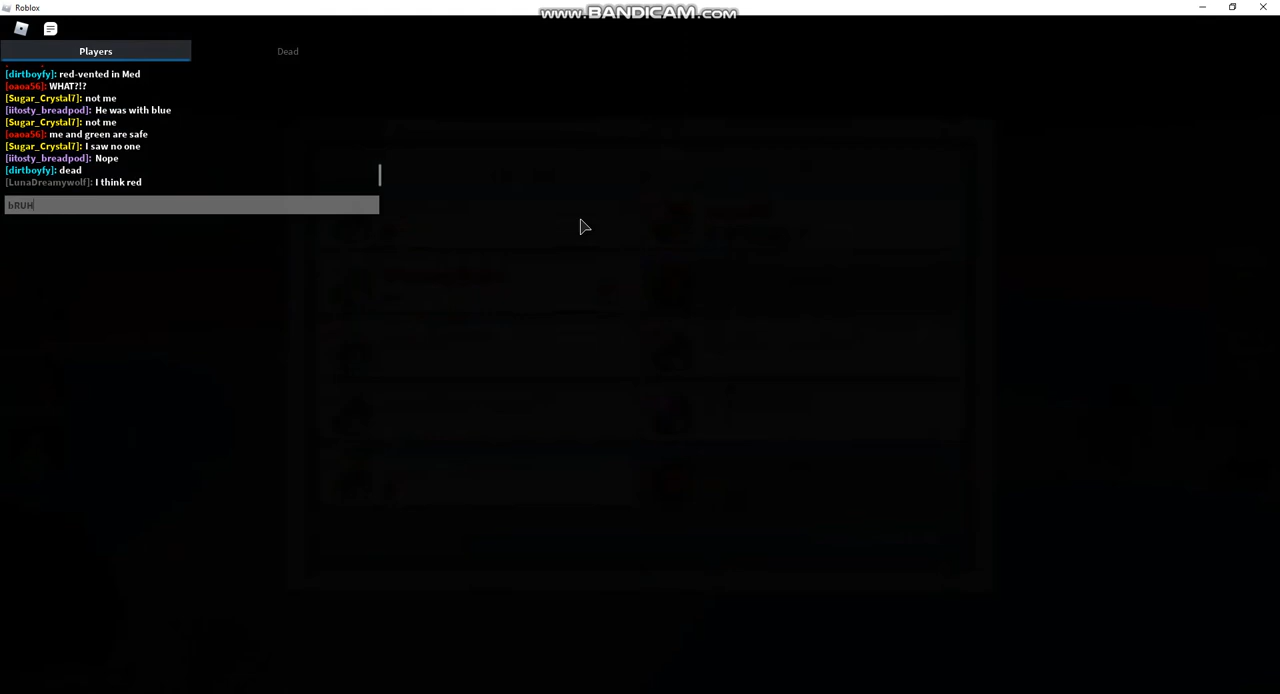 Roblox
www.BANDICAM.com
Players
Dead
[dirtboyfy]: red-vented in Med
[oaoa56]: WHAT?!?
[Sugar_Crystal7]: not me
[iitosty_breadpod]: He was with blue
[Sugar_Crystal7]: not me
[oaoa56]: me and green are safe
[Sugar_Crystal7]: I saw no one
[iitosty_breadpod]: Nope
[dirtboyfy]: dead
[LunaDreamywolf]: I think red
bRUH